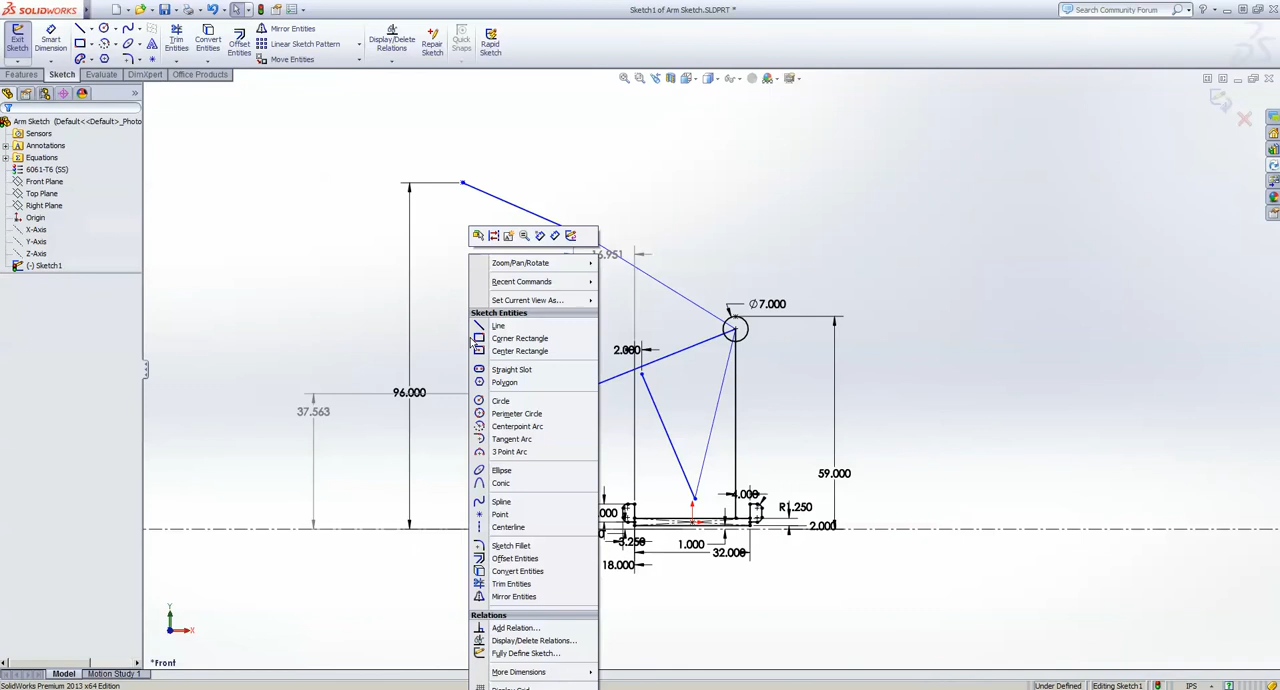 SOLIDWORKS
Sketch1 of Arm Sketch.SLDPRT *
Search Community Forum
Exit Sketch
Smart Dimension
Trim Entities
Convert Entities
Offset Entities
Mirror Entities
Linear Sketch Pattern
Move Entities
Display/Delete Relations
Repair Sketch
Quick Snaps
Rapid Sketch
Features
Sketch
Evaluate
DimXpert
Office Products
Arm Sketch (Default<<Default>_Photo
Sensors
Annotations
Equations
6061-T6 (SS)
Front Plane
Top Plane
Right Plane
Origin
X-Axis
Y-Axis
Z-Axis
(-) Sketch1
16.951
Zoom/Pan/Rotate
Recent Commands
Set Current View As...
Sketch Entities
Line
Corner Rectangle
Center Rectangle
Straight Slot
Polygon
Circle
Perimeter Circle
Centerpoint Arc
Tangent Arc
3 Point Arc
Ellipse
Conic
Spline
Point
Centerline
Sketch Fillet
Offset Entities
Convert Entities
Trim Entities
Mirror Entities
Relations
Add Relation...
Display/Delete Relations...
Fully Define Sketch...
More Dimensions
Display Grid
Ø7.000
2.000
96.000
37.563
59.000
4.000
R1.250
2.000
3.250
1.000
32.000
18.000
Y
X
*Front
Model
Motion Study 1
SolidWorks Premium 2013 x64 Edition
Under Defined
Editing Sketch1
IPS